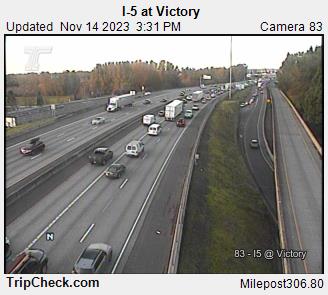 I-5 at Victory
Updated Nov 14 2023 3:31 PM Camera 83
T
N
83 - I5 @ Victory
TripCheck.com Milepost306.80